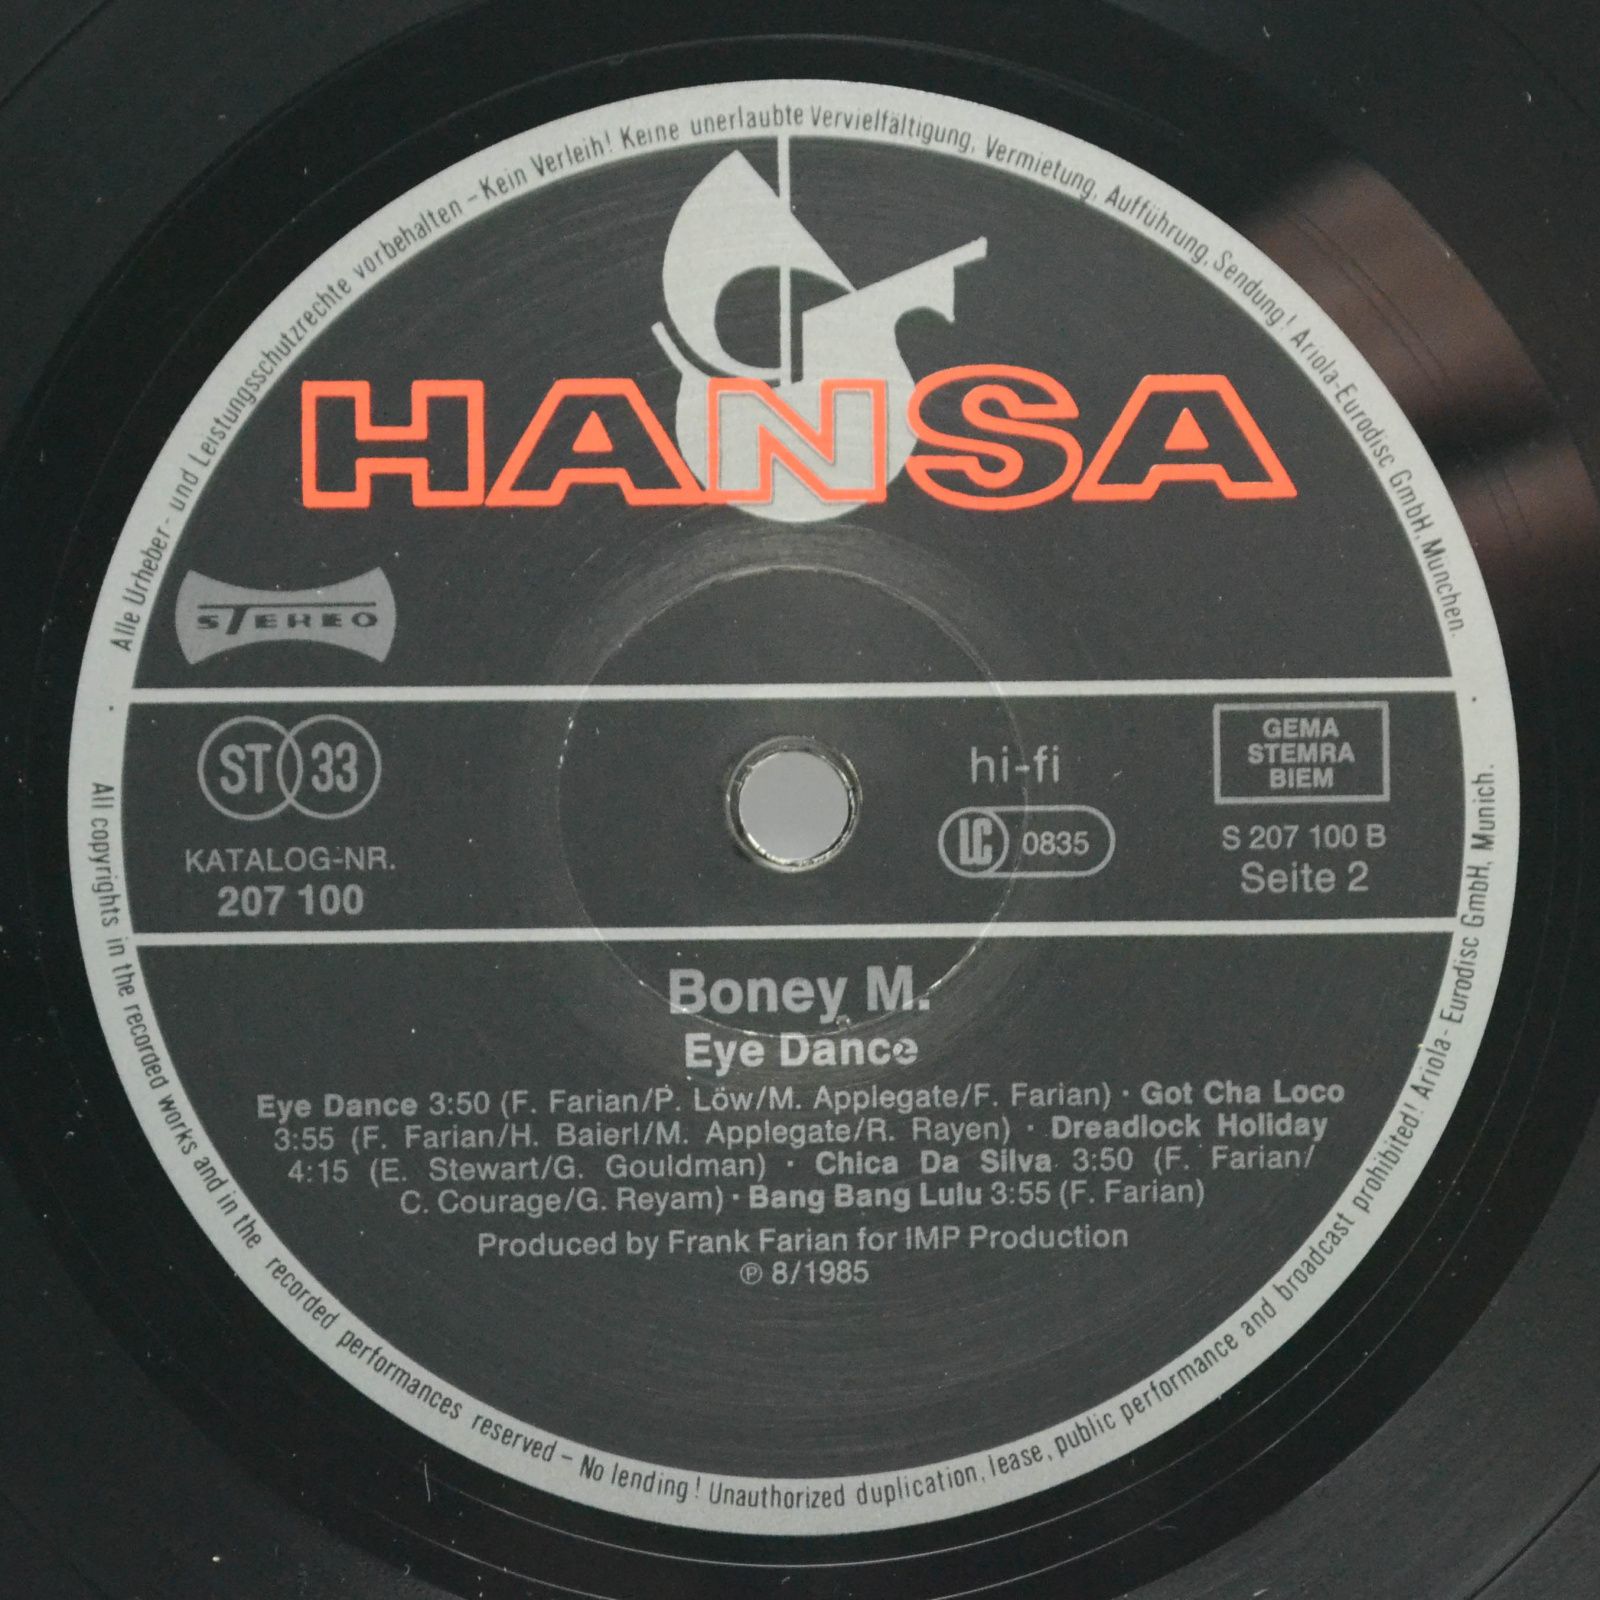 Alle Urheber- und Leistungsschutzrechte vorbehalten – Kein Verleih! Keine unerlaubte Vervielfältigung, Vermietung, Aufführung, Sendung! Ariola-Eurodisc GmbH, München.
HANSA
STEREO
ST 33
hi-fi
GEMA
STEMRA
BIEM
LC 0835
KATALOG-NR.
207 100
S 207 100 B
Seite 2
Boney M.
Eye Dance
Eye Dance 3:50 (F. Farian/P. Löw/M. Applegate/F. Farian) · Got Cha Loco
3:55 (F. Farian/H. Baierl/M. Applegate/R. Rayen) · Dreadlock Holiday
4:15 (E. Stewart/G. Gouldman) · Chica Da Silva 3:50 (F. Farian/
C. Courage/G. Reyam) · Bang Bang Lulu 3:55 (F. Farian)
Produced by Frank Farian for IMP Production
℗ 8/1985
All copyrights in the recorded works and in the recorded performances reserved – No lending! Unauthorized duplication, lease, public performance and broadcast prohibited! Ariola - Eurodisc GmbH, Munich.